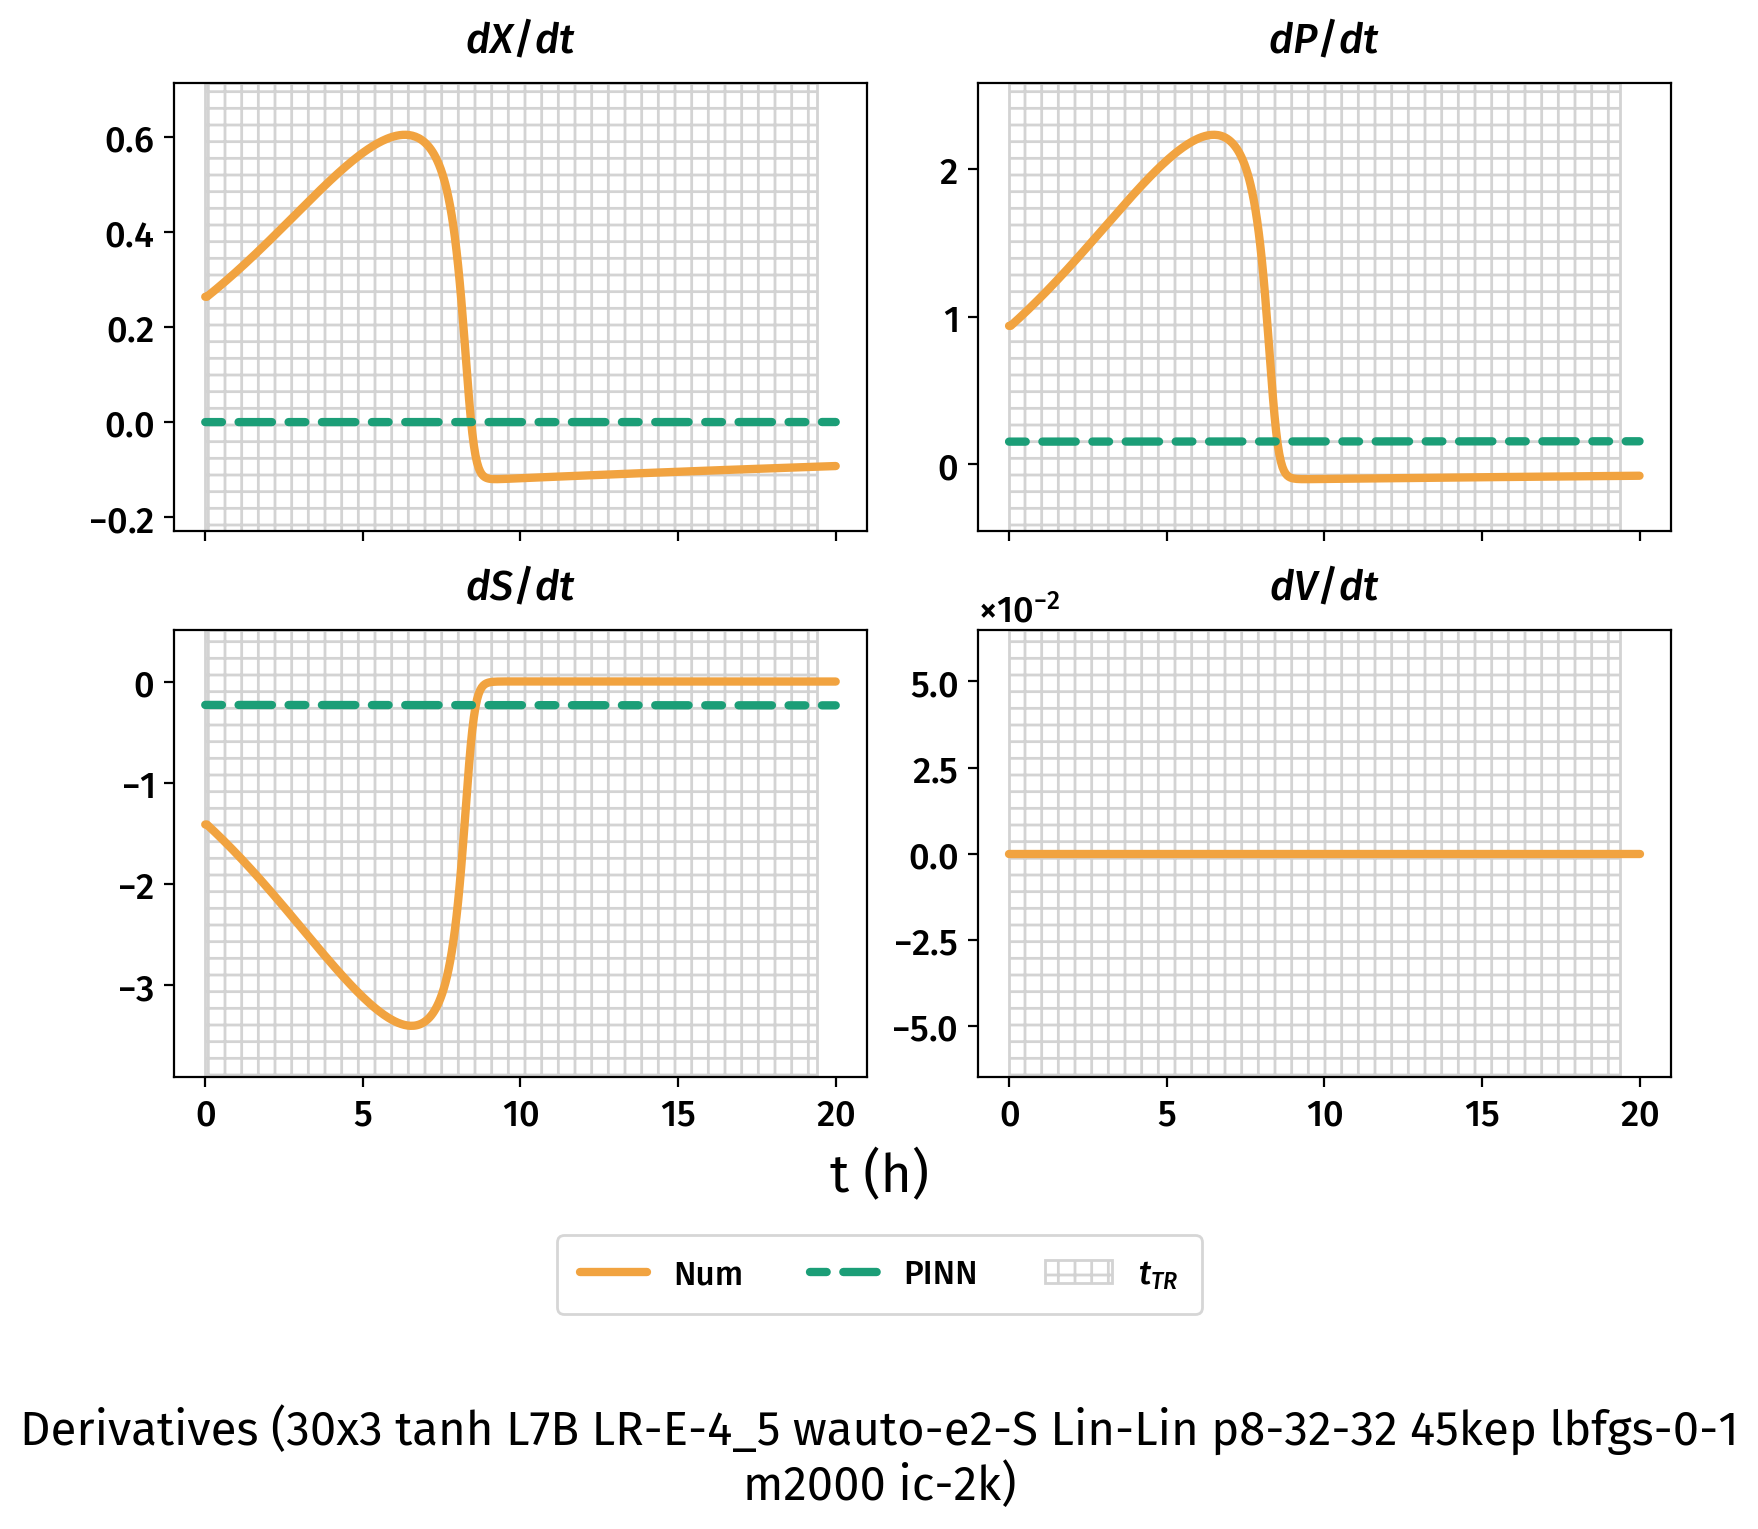 dX/dt
dP/dt
0.6
0.4
0.2
0.0
−0.2
2
1
0
dS/dt
×10⁻²
dV/dt
0
−1
−2
−3
5.0
2.5
0.0
−2.5
−5.0
0 5 10 15 20
0 5 10 15 20
t (h)
Num PINN t_TR
Derivatives (30x3 tanh L7B LR-E-4_5 wauto-e2-S Lin-Lin p8-32-32 45kep lbfgs-0-1
m2000 ic-2k)